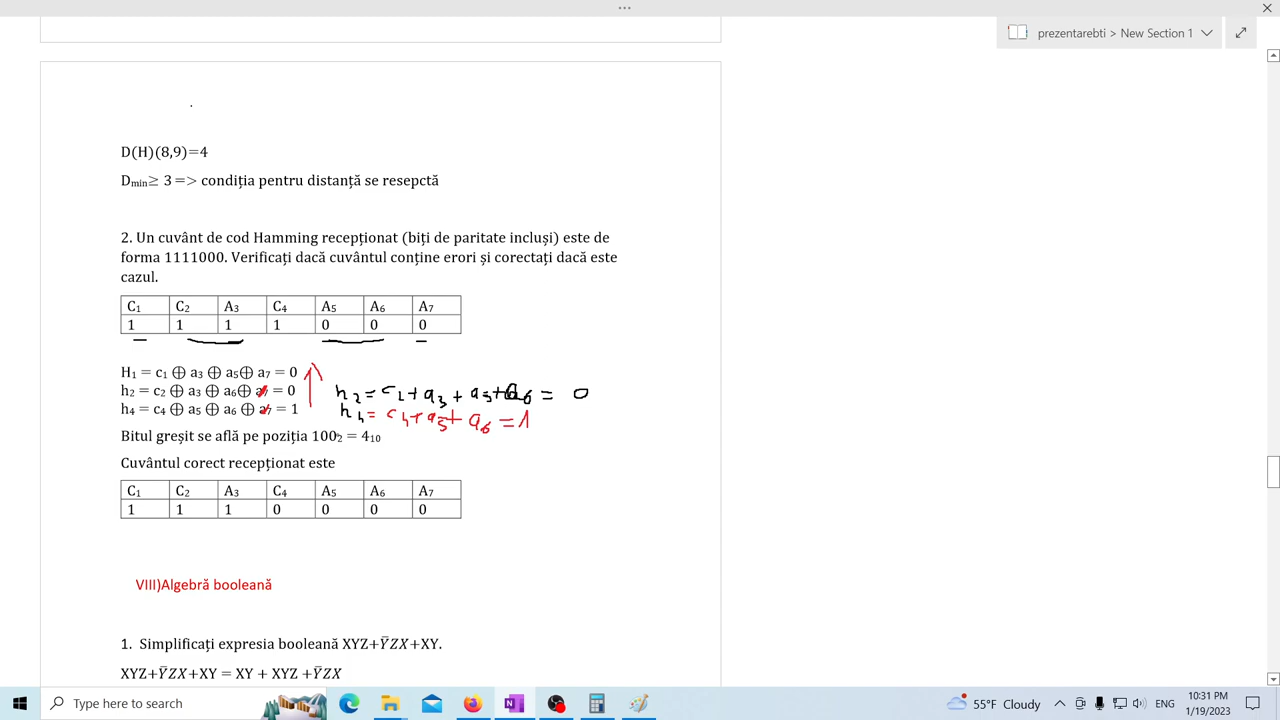 prezentarebti > New Section 1
D(H)(8,9)=4
Dmin≥ 3 => condiția pentru distanță se resepctă
2. Un cuvânt de cod Hamming recepționat (biți de paritate incluși) este de
forma 1111000. Verificați dacă cuvântul conține erori și corectați dacă este
cazul.
C₁ C₂ A₃ C₄ A₅ A₆ A₇
1 1 1 1 0 0 0
H₁ = c₁ ⊕ a₃ ⊕ a₅⊕ a₇ = 0
h₂ = c₂ ⊕ a₃ ⊕ a₆⊕ a₇ = 0
h₂ = c₂ + a₃ + a₅ + a₆ = 0
h₄ = c₄ ⊕ a₅ ⊕ a₆ ⊕ a₇ = 1
h₄ = c₄ + a₅ + a₆ = 1
Bitul greșit se află pe poziția 100₂ = 4₁₀
Cuvântul corect recepționat este
C₁ C₂ A₃ C₄ A₅ A₆ A₇
1 1 1 0 0 0 0
VIII)Algebră booleană
1. Simplificați expresia booleană XYZ+ȲZX+XY.
XYZ+ȲZX+XY = XY + XYZ +ȲZX
Type here to search
55°F Cloudy
ENG
10:31 PM
1/19/2023